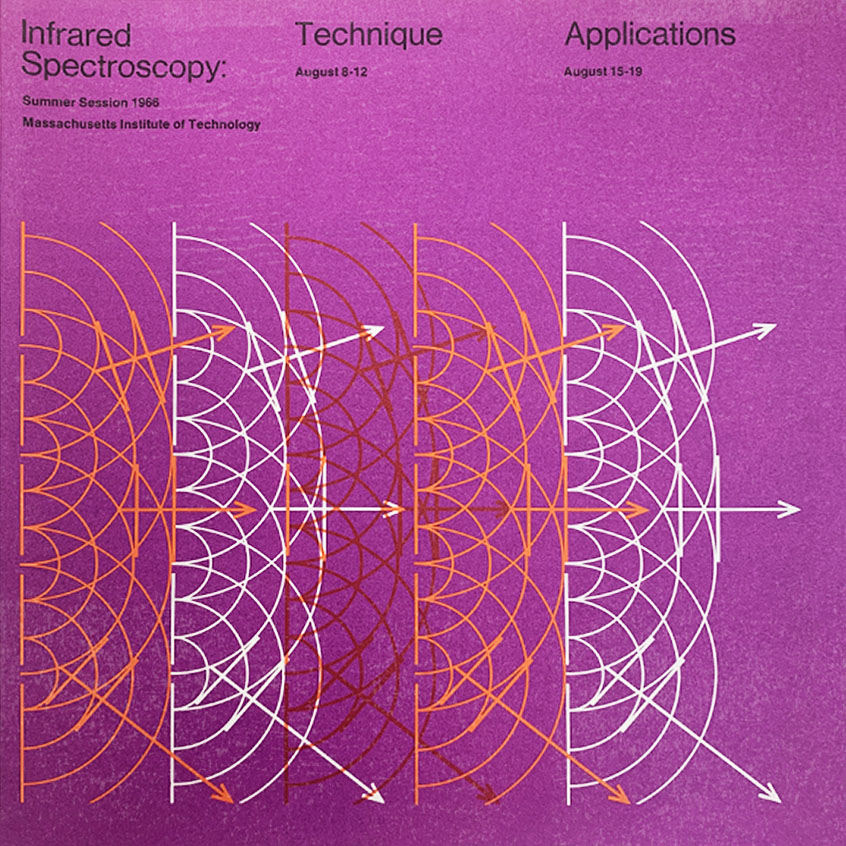 Infrared
Spectroscopy:
Summer Session 1966
Massachusetts Institute of Technology
Technique
August 8-12
Applications
August 15-19